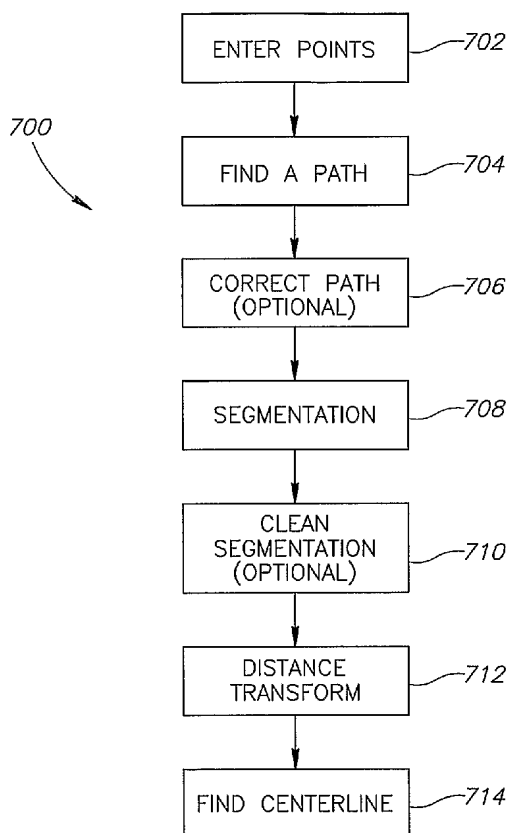 ENTER POINTS
702
700
FIND A PATH
704
CORRECT PATH
(OPTIONAL)
706
SEGMENTATION
708
CLEAN
SEGMENTATION
(OPTIONAL)
710
DISTANCE
TRANSFORM
712
FIND CENTERLINE
714